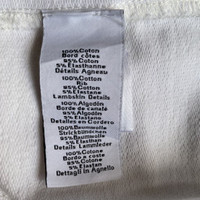 100%Coton
Bord côtes
95%Coton
5%Elasthanne
Détails Agneau
100%Cotton
Rib
95%Cotton
5%Elastane
Lambskin Details
100%Algodón
Borde de canalé
95%Algodón
5%Elastano
Detalles en Cordero
100%Baumwolle
Strickbündchen
95%Baumwolle
5%Elasthan
Details Lammleder
100%Cotone
Bordo a coste
95%Cotone
5%Elastan
Dettagli in Agnello